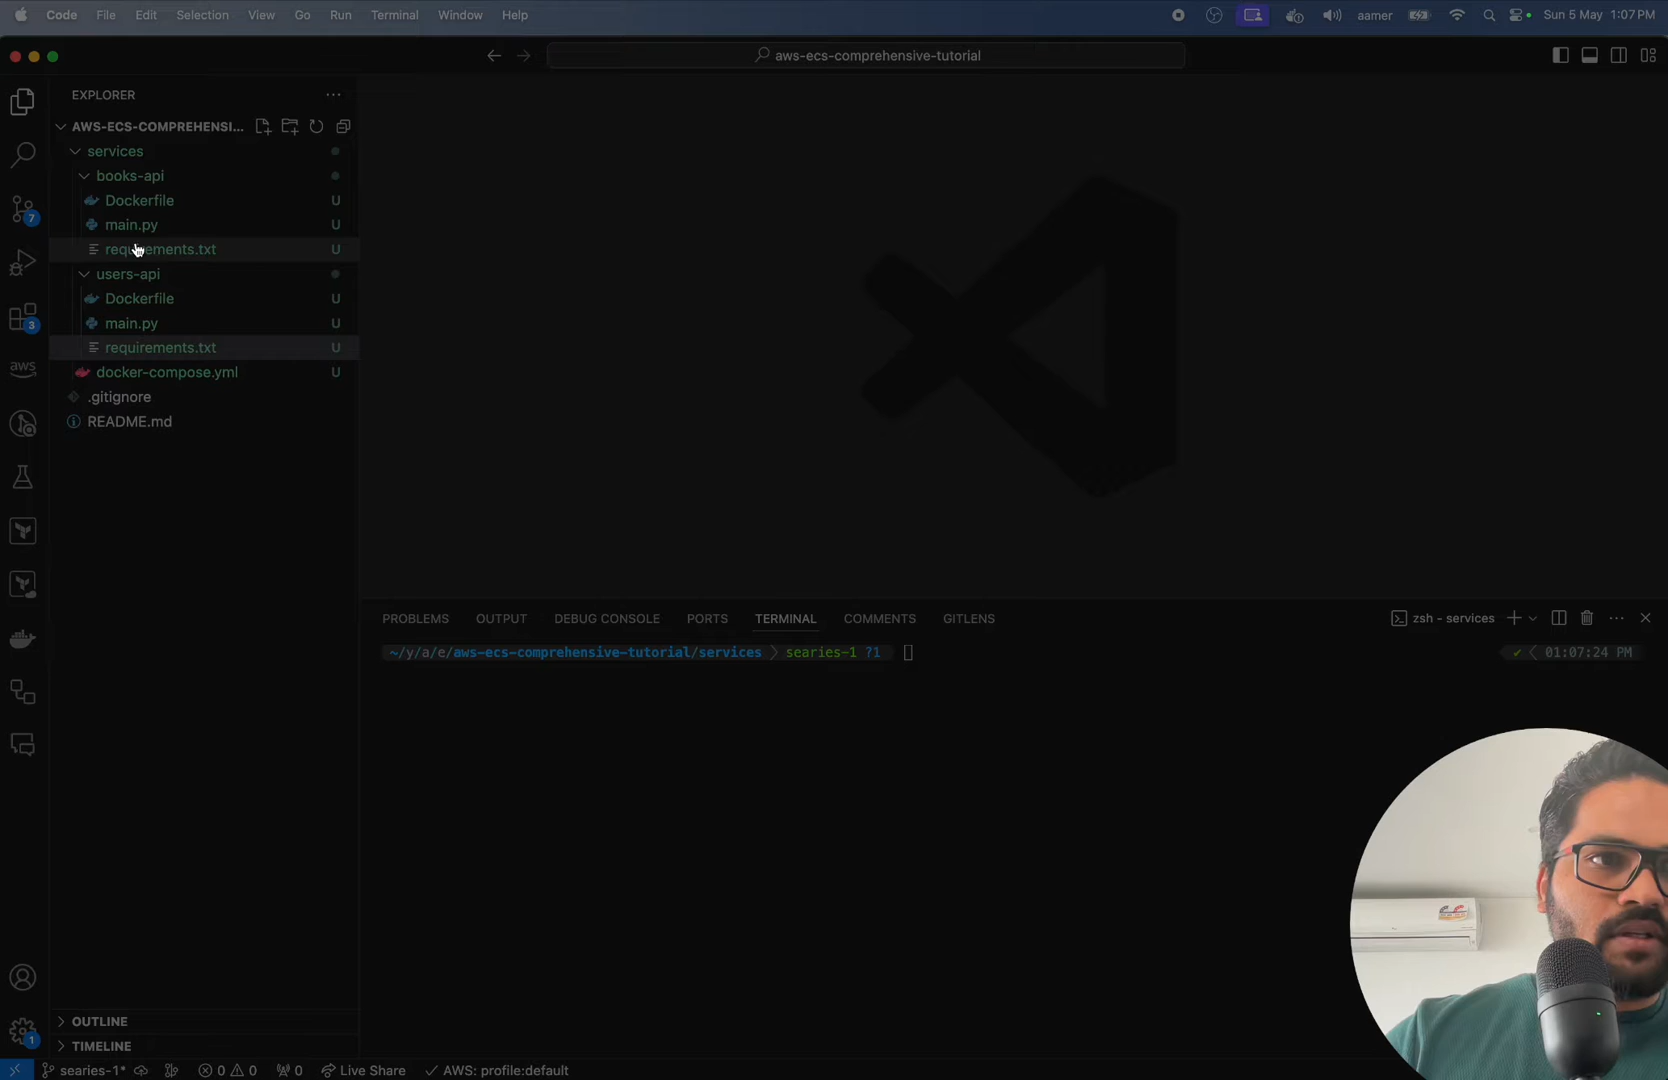 Code File Edit Selection View Go Run Terminal Window Help
aamer Sun 5 May 1:07 PM
aws-ecs-comprehensive-tutorial
EXPLORER
AWS-ECS-COMPREHENSI...
services
books-api
Dockerfile U
main.py U
requirements.txt U
users-api
Dockerfile U
main.py U
requirements.txt U
docker-compose.yml U
.gitignore
README.md
7
3
aws
1
PROBLEMS OUTPUT DEBUG CONSOLE PORTS TERMINAL COMMENTS GITLENS
zsh - services
~/y/a/e/aws-ecs-comprehensive-tutorial/services searies-1 ?1
01:07:24 PM
OUTLINE
TIMELINE
searies-1* 0 0 0 Live Share AWS: profile:default